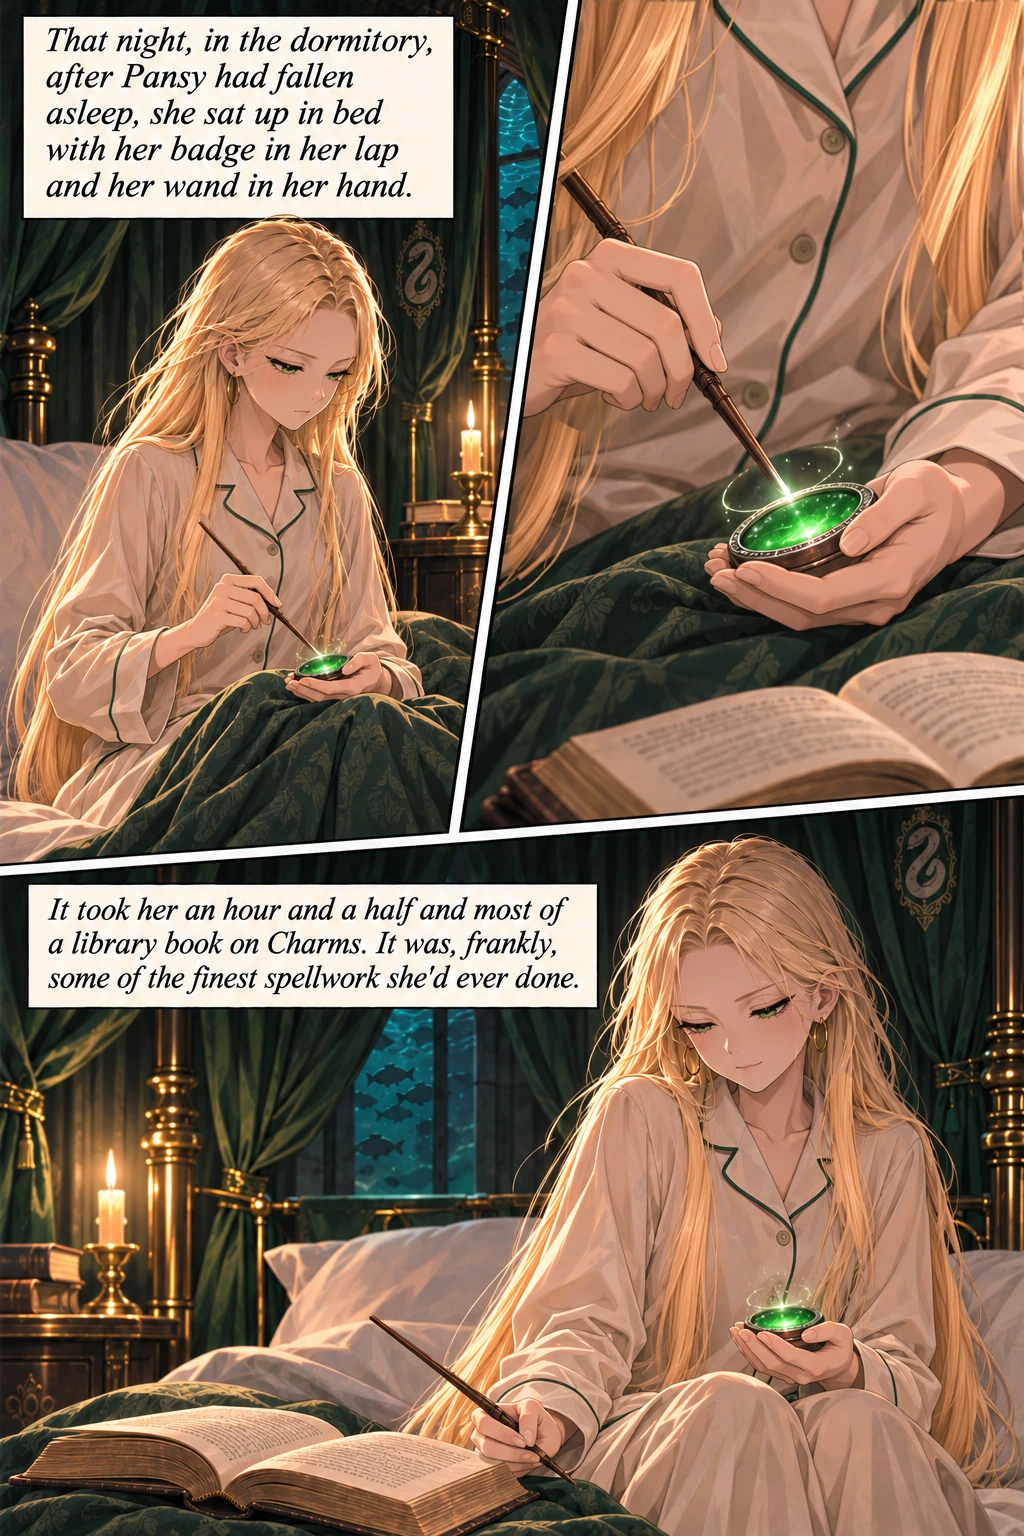 That night, in the dormitory,
after Pansy had fallen
asleep, she sat up in bed
with her badge in her lap
and her wand in her hand.
It took her an hour and a half and most of
a library book on Charms. It was, frankly,
some of the finest spellwork she'd ever done.